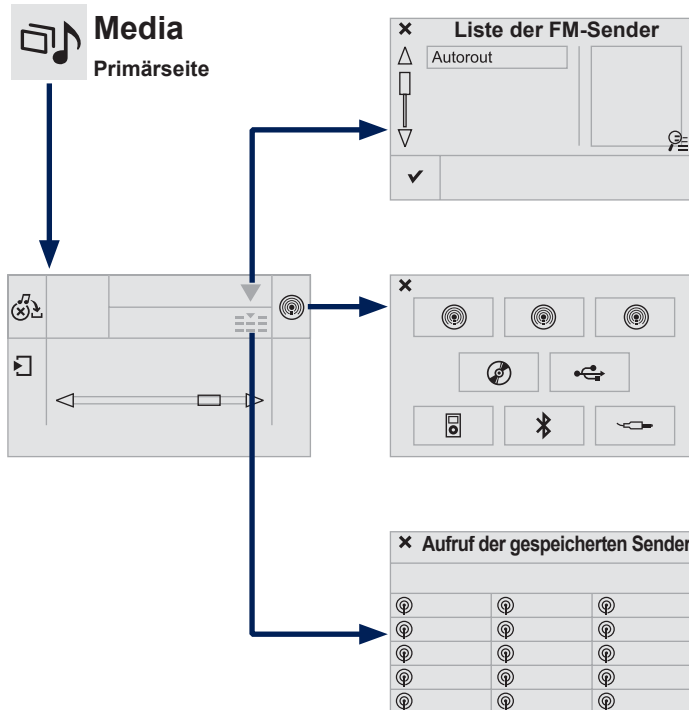 Media
Primärseite
Liste der FM-Sender
Autorout
Aufruf der gespeicherten Sender